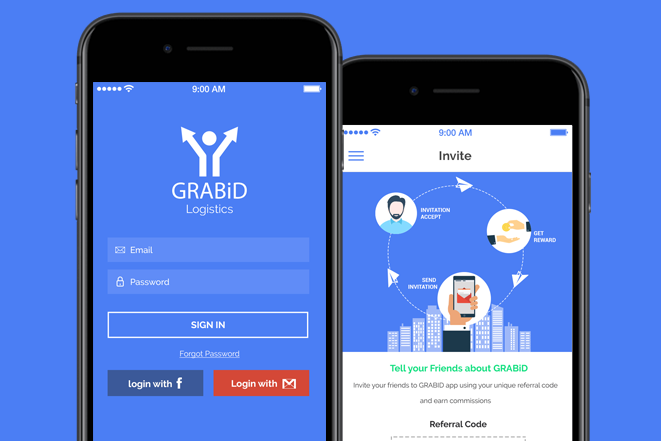 9:00 AM
GRABiD
Logistics
Email
Password
SIGN IN
Forgot Password
login with f
Login with M
9:00 AM
Invite
INVITATION
ACCEPT
GET
REWARD
SEND
INVITATION
Tell your Friends about GRABiD
Invite your friends to GRABiD app using your unique referral code
and earn commissions
Referral Code